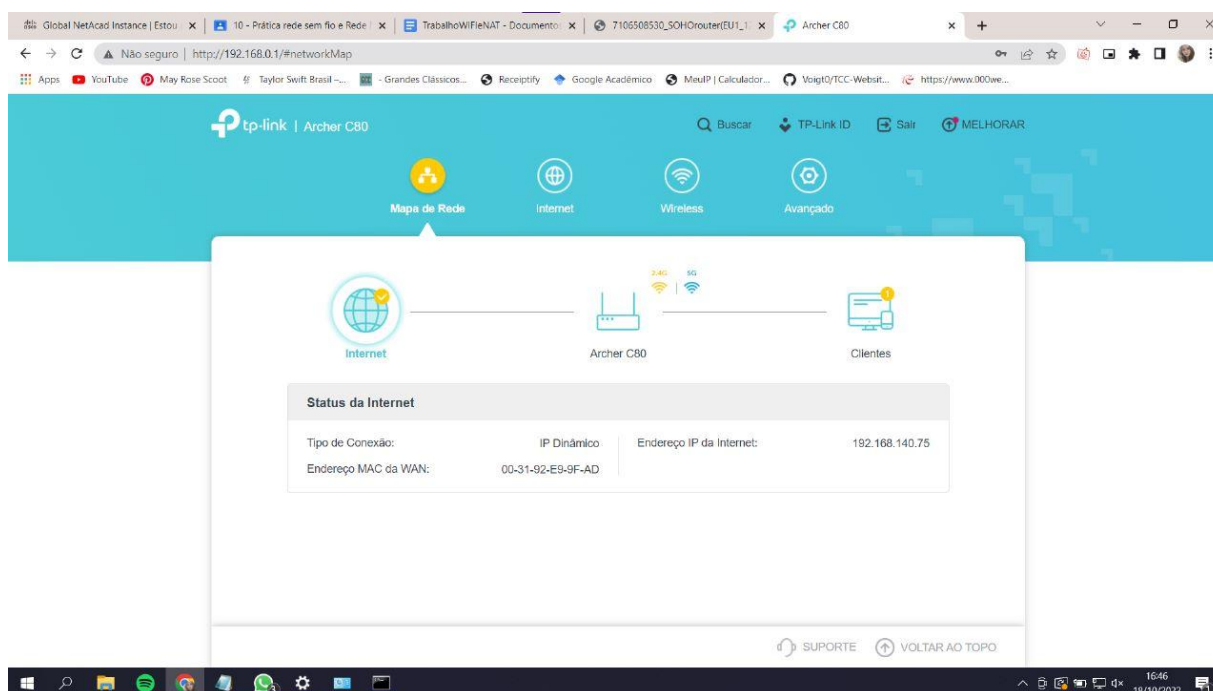 Global NetAcad Instance | Estou
10 - Prática rede sem fio e Rede
TrabalhoWIFIeNAT - Documento
7106508530_SOHOrouter(EU1_1
Archer C80
Não seguro | http://192.168.0.1/#networkMap
Apps YouTube May Rose Scoot Taylor Swift Brasil –... - Grandes Clássicos... Receiptify Google Acadêmico MeuIP | Calculador... Voigt0/TCC-Websit... https://www.000we...
tp-link | Archer C80
Buscar TP-Link ID Sair MELHORAR
Mapa de Rede Internet Wireless Avançado
2.4G 5G
1
Internet Archer C80 Clientes
Status da Internet
Tipo de Conexão: IP Dinâmico Endereço IP da Internet: 192.168.140.75
Endereço MAC da WAN: 00-31-92-E9-9F-AD
SUPORTE VOLTAR AO TOPO
16:46